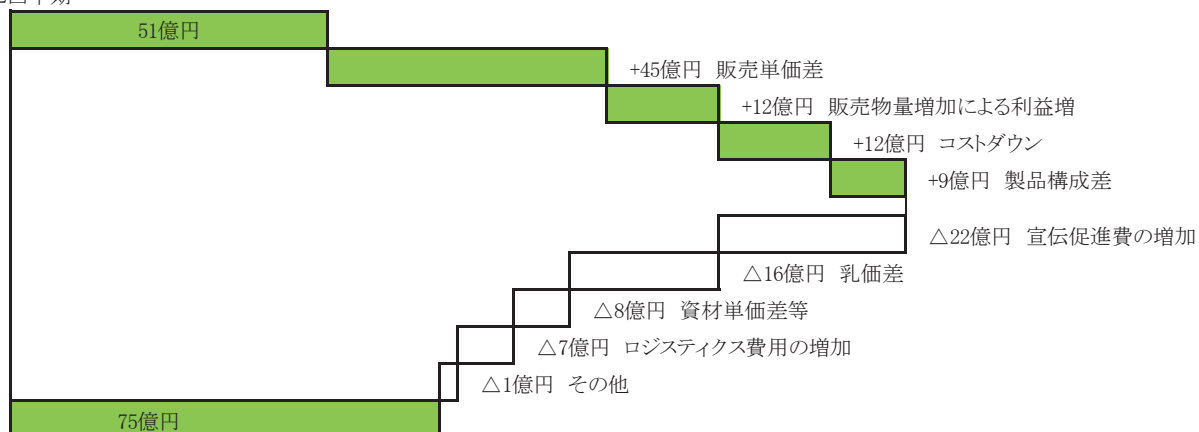 51億円
+45億円 販売単価差
+12億円 販売物量増加による利益増
+12億円 コストダウン
+9億円 製品構成差
△22億円 宣伝促進費の増加
△16億円 乳価差
△8億円 資材単価差等
△7億円 ロジスティクス費用の増加
△1億円 その他
75億円